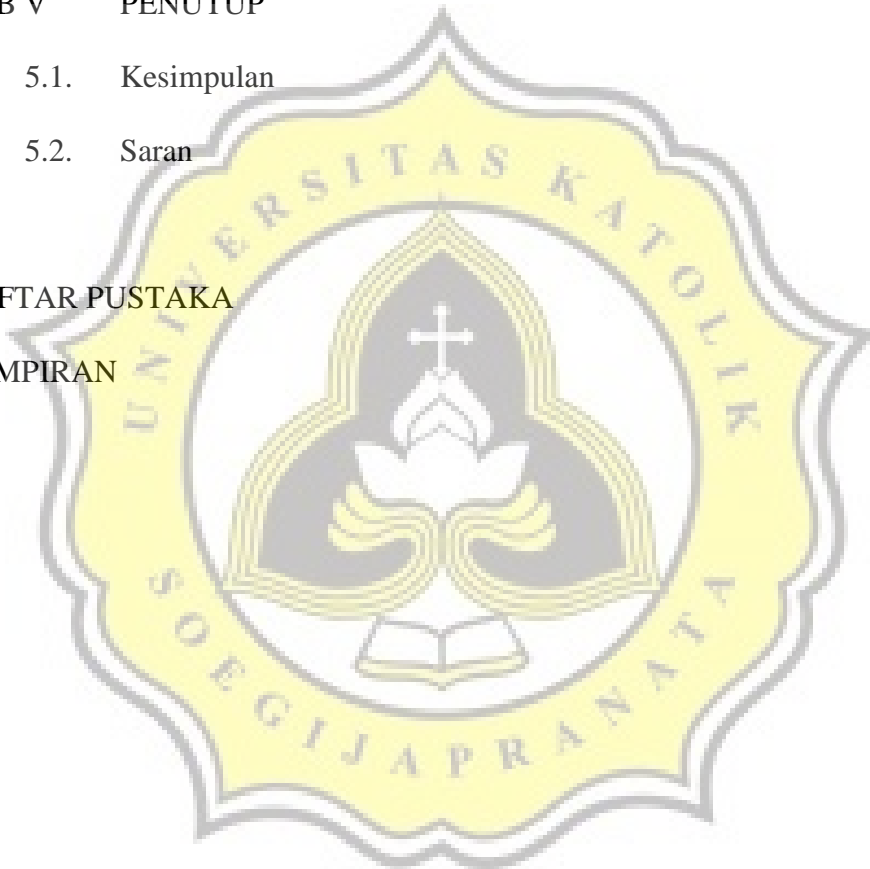 B V PENUTUP
5.1. Kesimpulan
5.2. Saran
FTAR PUSTAKA
MPIRAN
UNIVERSITAS KATOLIK
SOEGIJAPRANATA